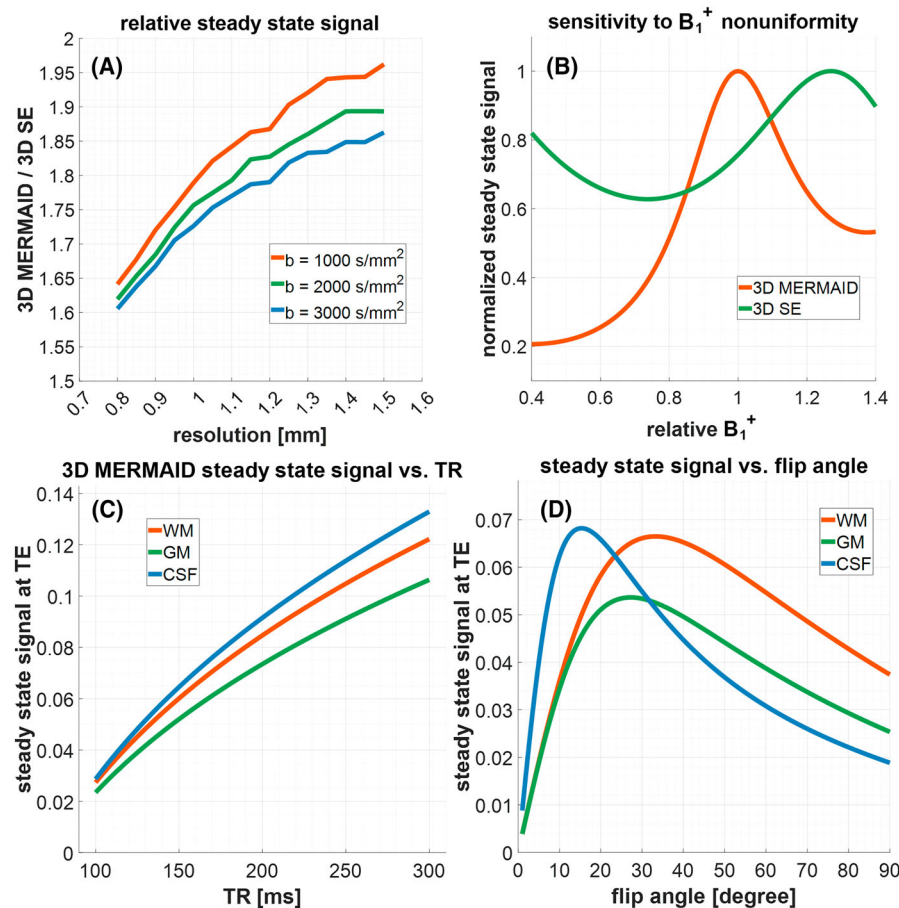 relative steady state signal
(A)
3D MERMAID / 3D SE
2
1.95
1.9
1.85
1.8
1.75
1.7
1.65
1.6
1.55
1.5
b = 1000 s/mm²
b = 2000 s/mm²
b = 3000 s/mm²
0.7 0.8 0.9 1.0 1.1 1.2 1.3 1.4 1.5 1.6
resolution [mm]
sensitivity to B₁⁺ nonuniformity
(B)
normalized steady state signal
1
0.8
0.6
0.4
0.2
3D MERMAID
3D SE
0.4 0.6 0.8 1 1.2 1.4
relative B₁⁺
3D MERMAID steady state signal vs. TR
(C)
steady state signal at TE
0.14
0.12
0.1
0.08
0.06
0.04
0.02
0
WM
GM
CSF
100 150 200 250 300
TR [ms]
steady state signal vs. flip angle
(D)
steady state signal at TE
0.07
0.06
0.05
0.04
0.03
0.02
0.01
0
WM
GM
CSF
0 10 20 30 40 50 60 70 80 90
flip angle [degree]